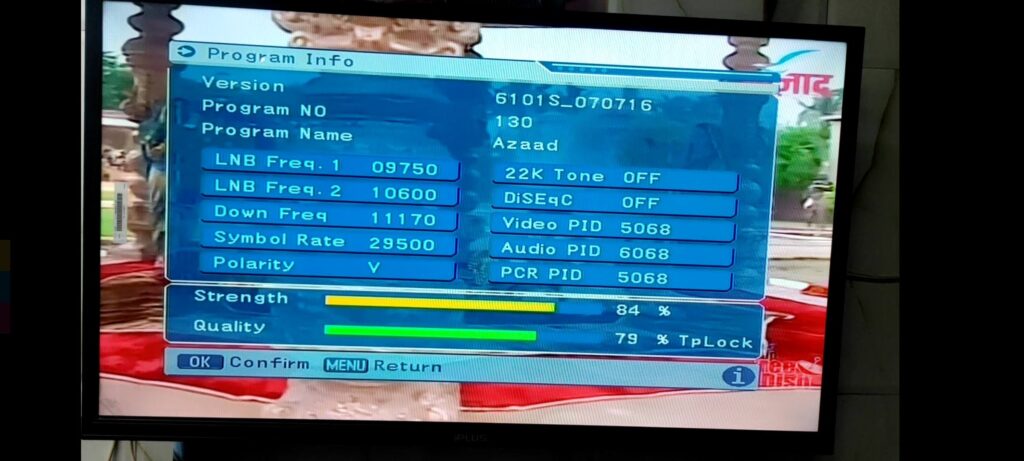 Program Info
Version 6101S_070716
Program NO 130
Program Name Azaad
LNB Freq. 1 09750
22K Tone OFF
LNB Freq. 2 10600
DiSEqC OFF
Down Freq 11170
Video PID 5068
Symbol Rate 29500
Audio PID 6068
Polarity V
PCR PID 5068
Strength 84 %
Quality 79 % TpLock
OK Confirm MENU Return
i
Dish
iPLUS